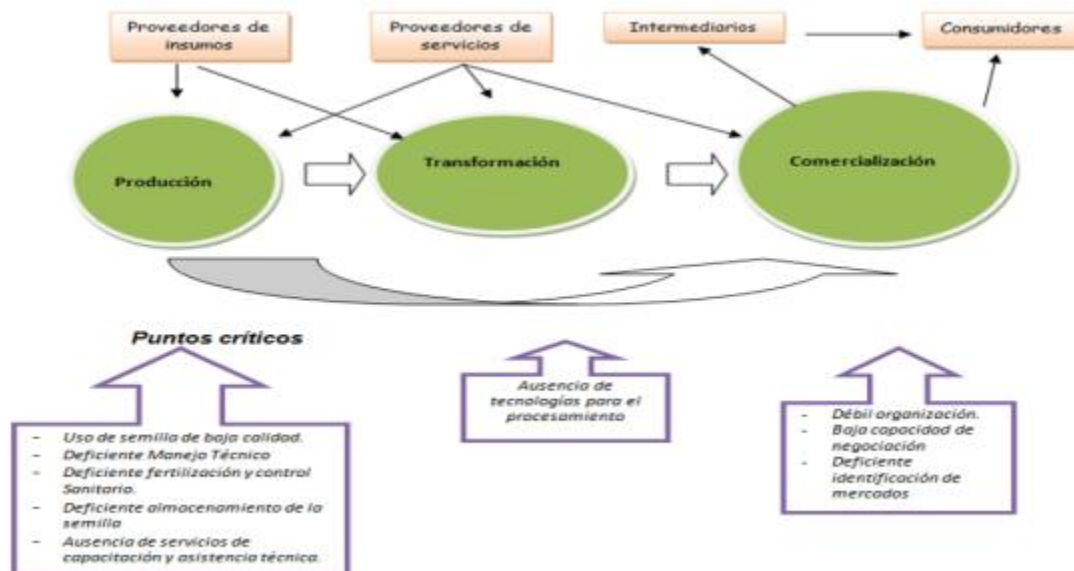 Proveedores de
insumos
Proveedores de
servicios
Intermediarios
Consumidores
Producción
Transformación
Comercialización
Puntos críticos
- Uso de semilla de baja calidad.
- Deficiente Manejo Técnico
- Deficiente fertilización y control
Sanitario.
- Deficiente almacenamiento de la
semilla
- Ausencia de servicios de
capacitación y asistencia técnica.
Ausencia de
tecnologías para el
procesamiento
- Débil organización.
- Baja capacidad de
negociación
- Deficiente
identificación de
mercados